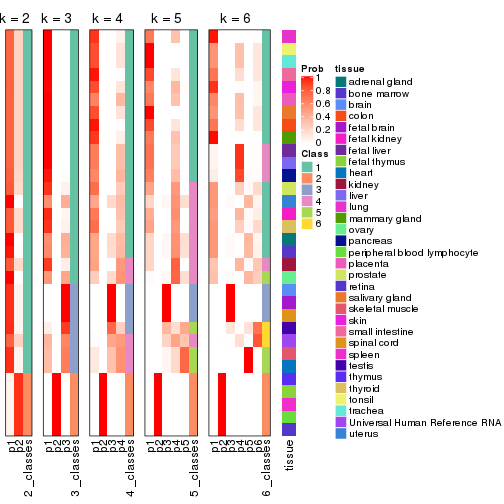 k = 2
k = 3
k = 4
k = 5
k = 6
p1
p2
2_classes
p1
p2
p3
3_classes
p1
p2
p3
p4
4_classes
p1
p2
p3
p4
p5
5_classes
p1
p2
p3
p4
p5
p6
6_classes
tissue
Prob
1
0.8
0.6
0.4
0.2
0
Class
1
2
3
4
5
6
tissue
adrenal gland
bone marrow
brain
colon
fetal brain
fetal kidney
fetal liver
fetal thymus
heart
kidney
liver
lung
mammary gland
ovary
pancreas
peripheral blood lymphocyte
placenta
prostate
retina
salivary gland
skeletal muscle
skin
small intestine
spinal cord
spleen
testis
thymus
thyroid
tonsil
trachea
Universal Human Reference RNA
uterus